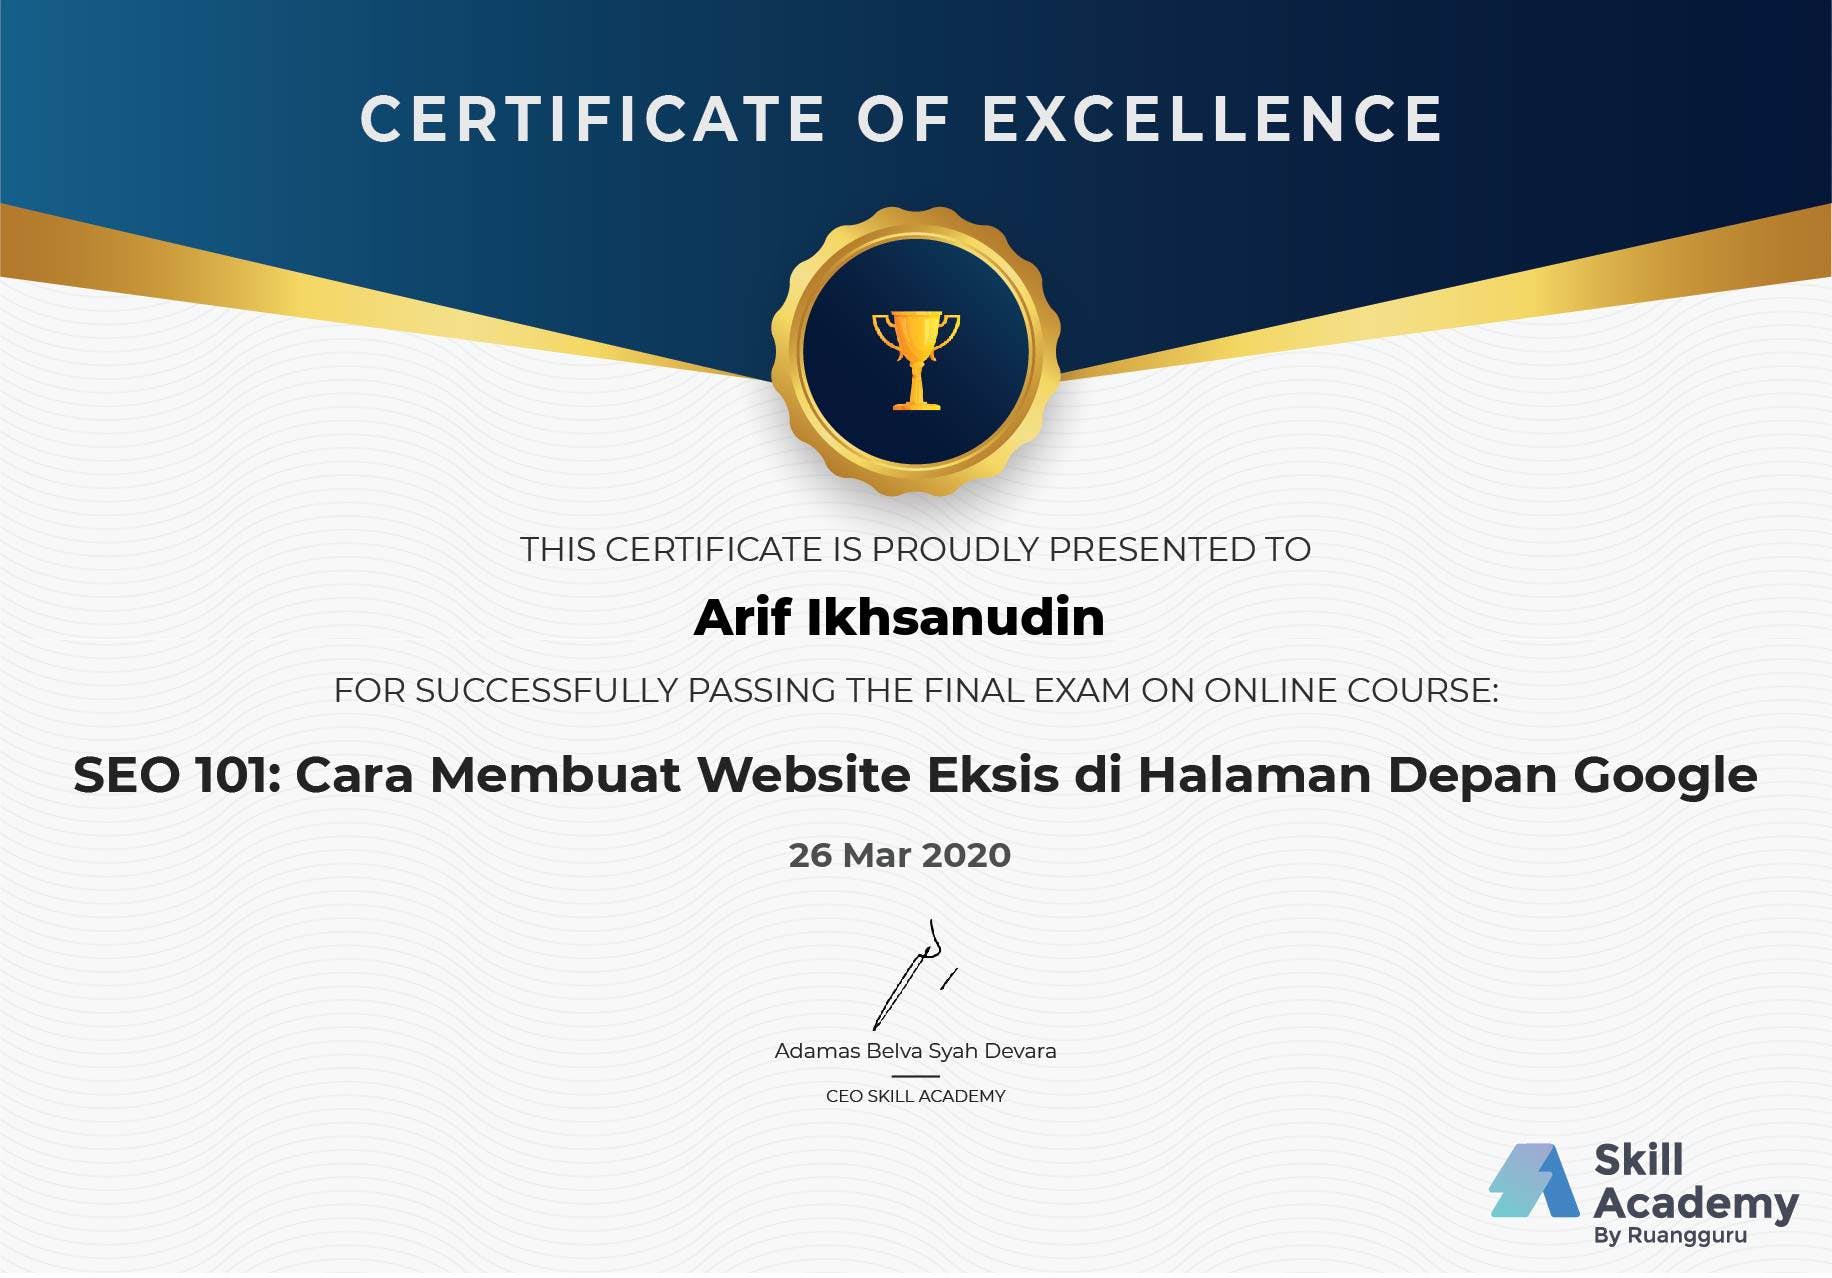 CERTIFICATE OF EXCELLENCE
THIS CERTIFICATE IS PROUDLY PRESENTED TO
Arif Ikhsanudin
FOR SUCCESSFULLY PASSING THE FINAL EXAM ON ONLINE COURSE:
SEO 101: Cara Membuat Website Eksis di Halaman Depan Google
26 Mar 2020
Adamas Belva Syah Devara
CEO SKILL ACADEMY
Skill
Academy
By Ruangguru